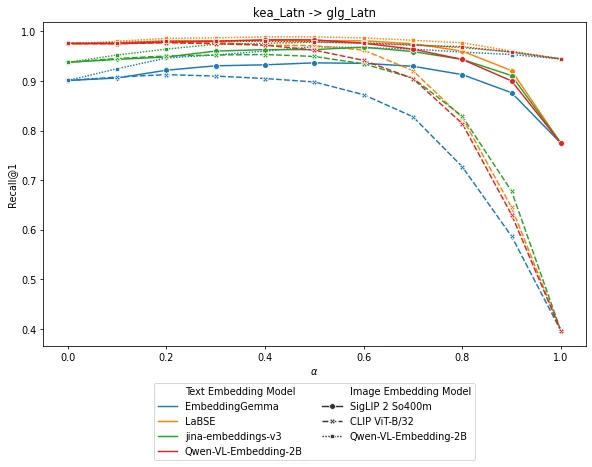 kea_Latn -> glg_Latn
Recall@1
1.0
0.9
0.8
0.7
0.6
0.5
0.4
0.0 0.2 0.4 0.6 0.8 1.0
α
Text Embedding Model
EmbeddingGemma
LaBSE
jina-embeddings-v3
Qwen-VL-Embedding-2B
Image Embedding Model
SigLIP 2 So400m
CLIP ViT-B/32
Qwen-VL-Embedding-2B